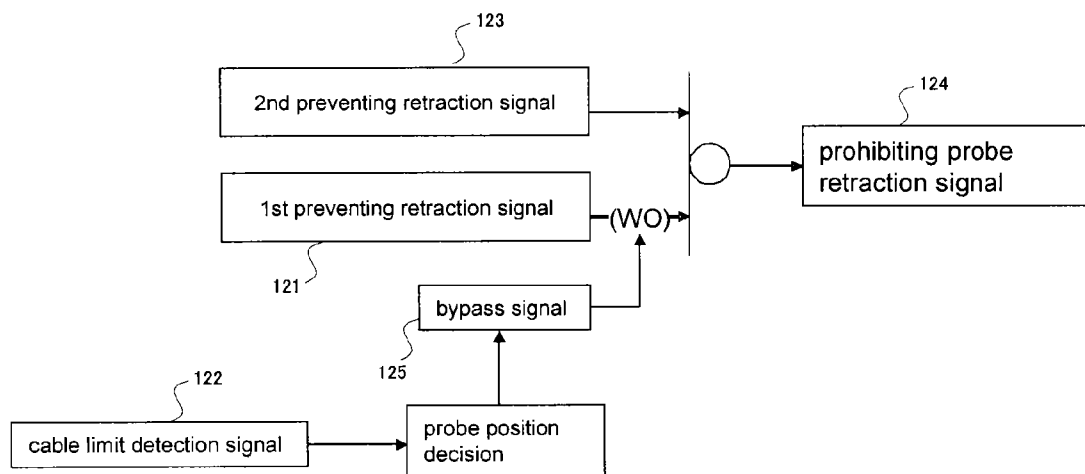 123
2nd preventing retraction signal
124
prohibiting probe
retraction signal
1st preventing retraction signal
(WO)
121
bypass signal
125
122
cable limit detection signal
probe position
decision